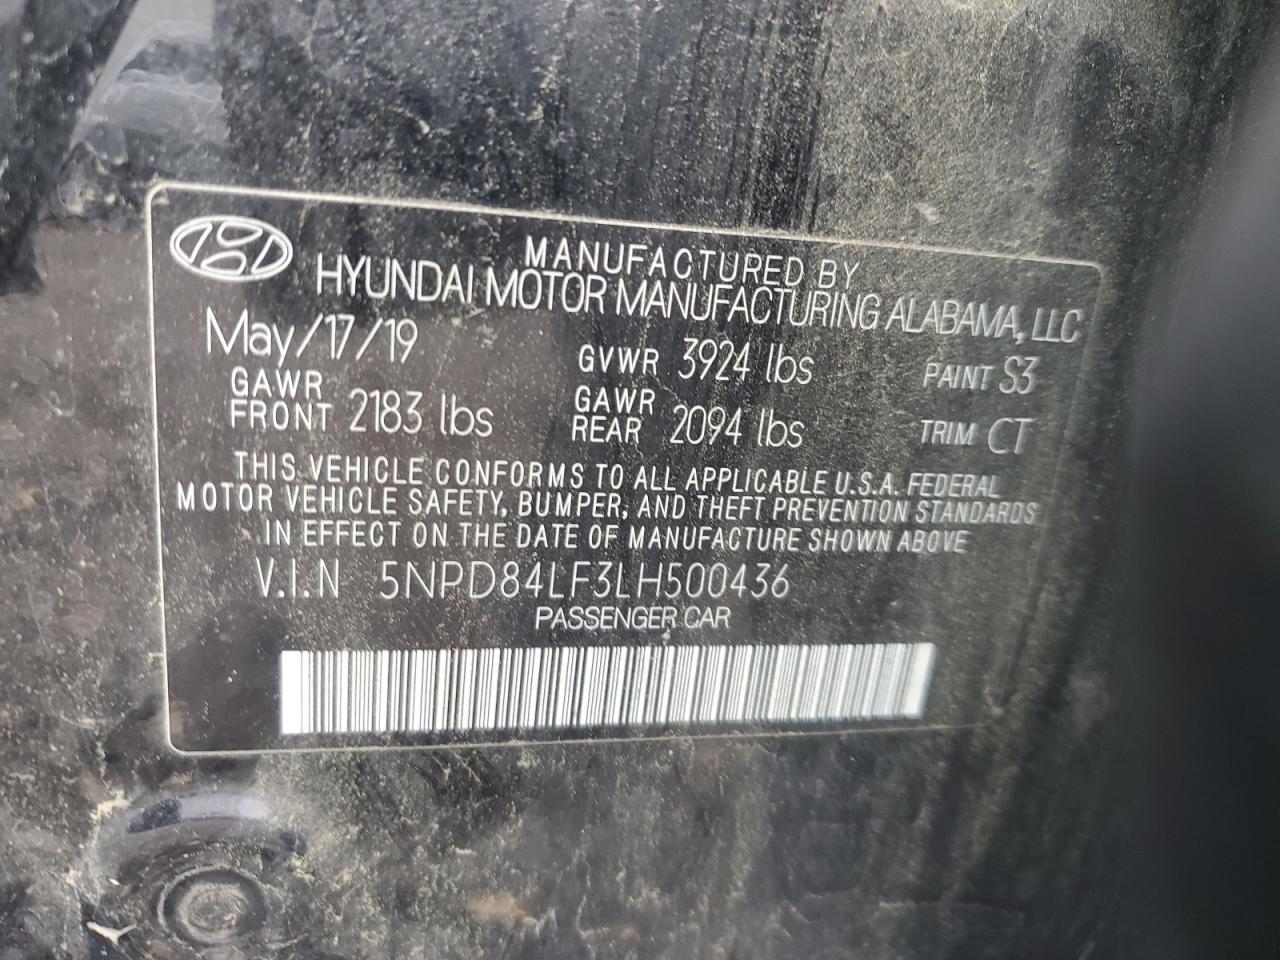 MANUFACTURED BY
HYUNDAI MOTOR MANUFACTURING ALABAMA, LLC
May/17/19 GVWR 3924 lbs PAINT S3
GAWR FRONT 2183 lbs GAWR REAR 2094 lbs TRIM CT
THIS VEHICLE CONFORMS TO ALL APPLICABLE U.S.A. FEDERAL
MOTOR VEHICLE SAFETY, BUMPER, AND THEFT PREVENTION STANDARDS
IN EFFECT ON THE DATE OF MANUFACTURE SHOWN ABOVE
V.I.N 5NPD84LF3LH500436
PASSENGER CAR